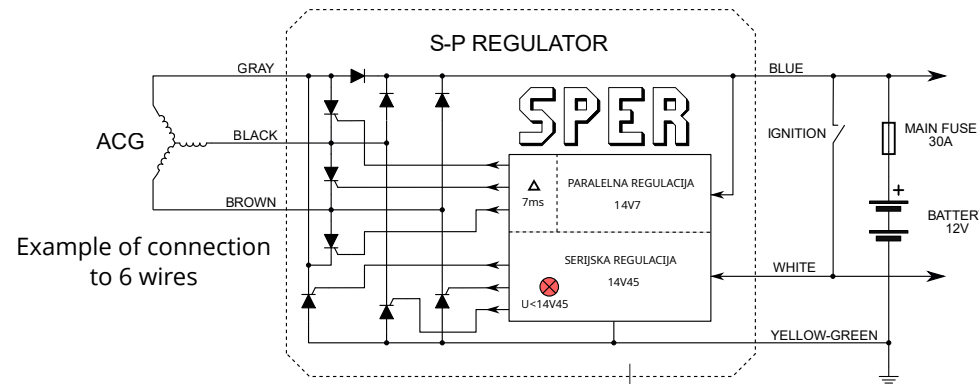 S-P REGULATOR
GRAY
BLUE
SPER
ACG
BLACK
IGNITION
MAIN FUSE
30A
Δ
7ms
PARALELNA REGULACIJA
14V7
BROWN
+
BATTER
12V
Example of connection
to 6 wires
SERIJSKA REGULACIJA
14V45
U<14V45
WHITE
YELLOW-GREEN